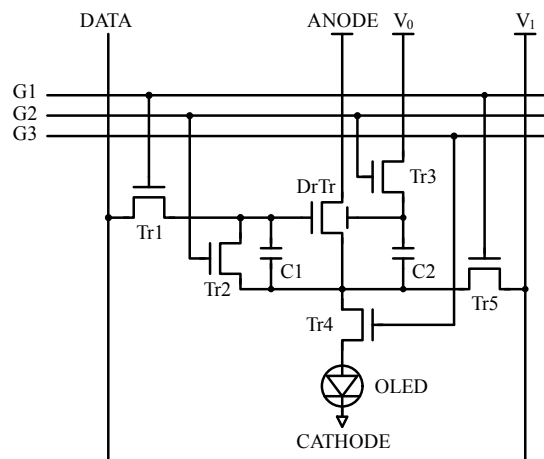 DATA ANODE V₀ V₁
G1
G2
G3
Tr3
DrTr
Tr1
C1 C2
Tr2 Tr5
Tr4
OLED
CATHODE